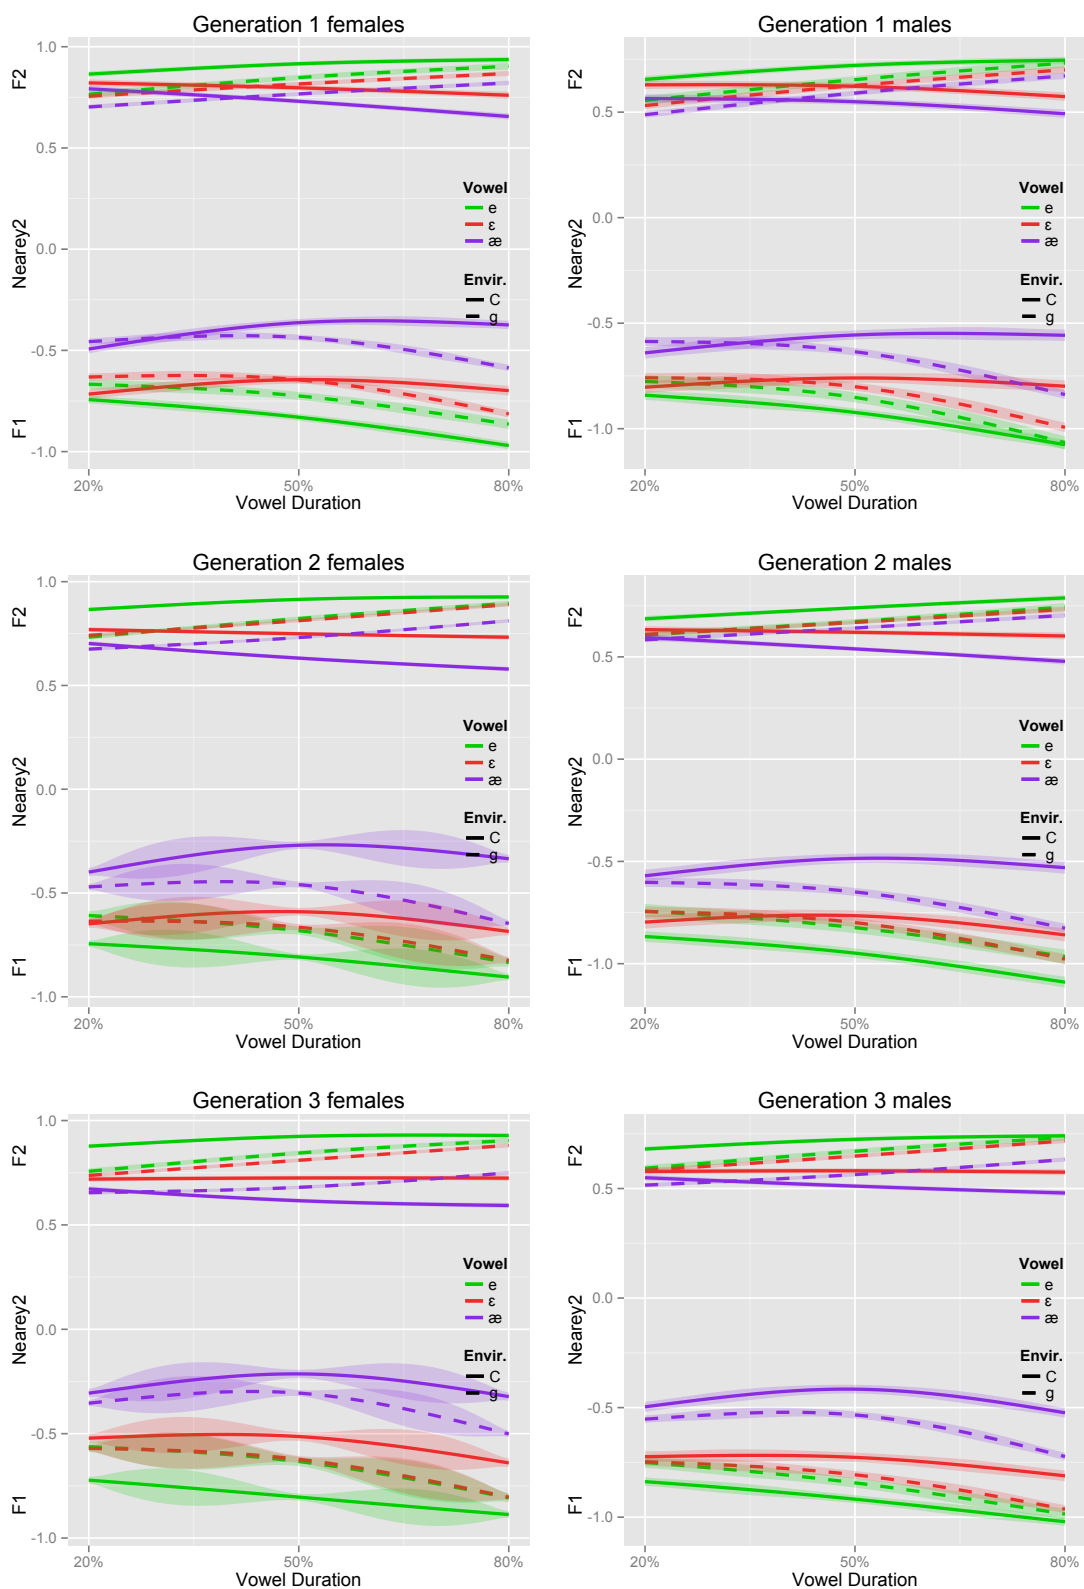 Generation 1 females
1.0
0.5
0.0
-0.5
-1.0
F2
Nearey2
F1
Vowel
e
ε
æ
Envir.
C
g
20%
50%
80%
Vowel Duration
Generation 1 males
0.5
0.0
-0.5
-1.0
F2
Nearey2
F1
Vowel
e
ε
æ
Envir.
C
g
20%
50%
80%
Vowel Duration
Generation 2 females
1.0
0.5
0.0
-0.5
-1.0
F2
Nearey2
F1
Vowel
e
ε
æ
Envir.
C
g
20%
50%
80%
Vowel Duration
Generation 2 males
0.5
0.0
-0.5
-1.0
F2
Nearey2
F1
Vowel
e
ε
æ
Envir.
C
g
20%
50%
80%
Vowel Duration
Generation 3 females
1.0
0.5
0.0
-0.5
-1.0
F2
Nearey2
F1
Vowel
e
ε
æ
Envir.
C
g
20%
50%
80%
Vowel Duration
Generation 3 males
0.5
0.0
-0.5
-1.0
F2
Nearey2
F1
Vowel
e
ε
æ
Envir.
C
g
20%
50%
80%
Vowel Duration